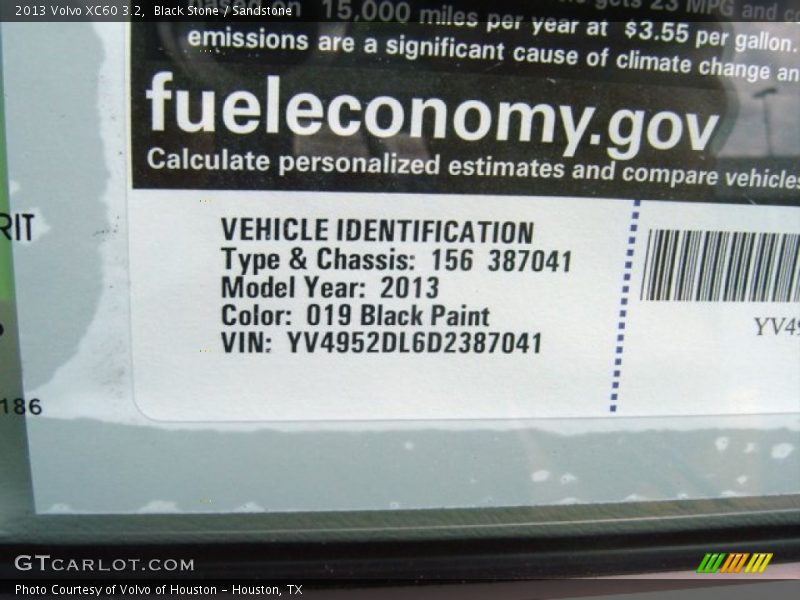 2013 Volvo XC60 3.2, Black Stone / Sandstone
15,000 miles per year at $3.55 per gallon.
emissions are a significant cause of climate change an
fueleconomy.gov
Calculate personalized estimates and compare vehicles
RIT
VEHICLE IDENTIFICATION
Type & Chassis: 156 387041
Model Year: 2013
Color: 019 Black Paint
VIN: YV4952DL6D2387041
YV49
186
GTCARLOT.COM
Photo Courtesy of Volvo of Houston - Houston, TX